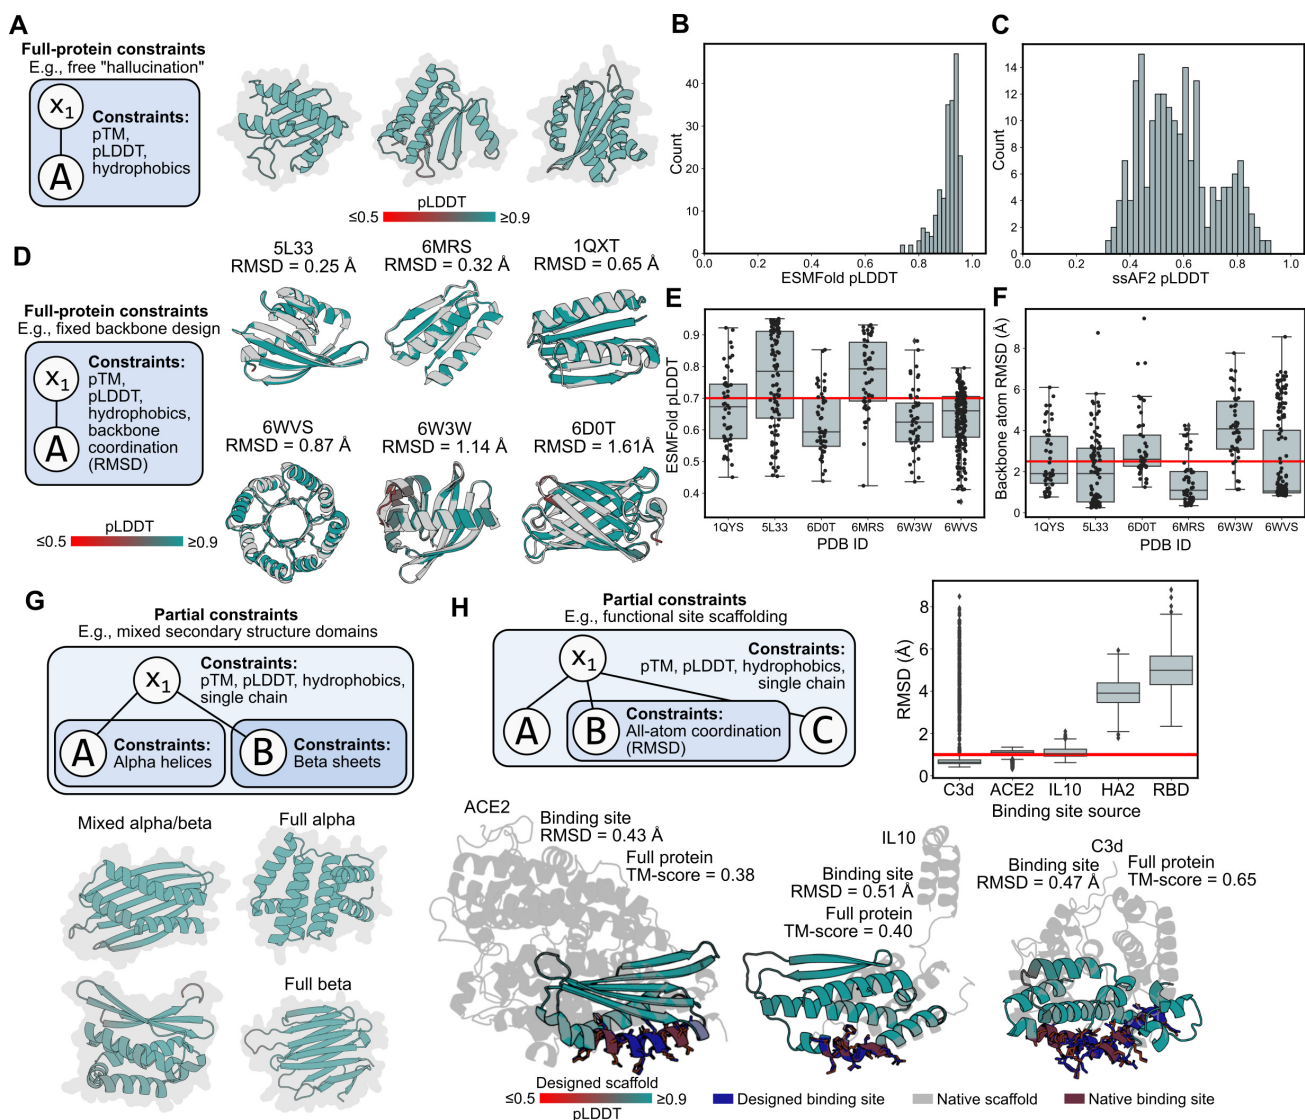 A
Full-protein constraints
E.g., free "hallucination"
x1
A
Constraints:
pTM,
pLDDT,
hydrophobics
pLDDT
≤0.5
≥0.9
B
Count
40
30
20
10
0
0.0
0.2
0.4
0.6
0.8
1.0
ESMFold pLDDT
C
Count
14
12
10
8
6
4
2
0
0.0
0.2
0.4
0.6
0.8
1.0
ssAF2 pLDDT
D
Full-protein constraints
E.g., fixed backbone design
x1
A
Constraints:
pTM,
pLDDT,
hydrophobics,
backbone
coordination
(RMSD)
pLDDT
≤0.5
≥0.9
5L33
RMSD = 0.25 Å
6MRS
RMSD = 0.32 Å
1QXT
RMSD = 0.65 Å
6WVS
RMSD = 0.87 Å
6W3W
RMSD = 1.14 Å
6D0T
RMSD = 1.61Å
E
ESMFold pLDDT
0.9
0.8
0.7
0.6
0.5
0.4
1QYS
5L33
6D0T
6MRS
6W3W
6WVS
PDB ID
F
Backbone atom RMSD (Å)
8
6
4
2
0
1QYS
5L33
6D0T
6MRS
6W3W
6WVS
PDB ID
G
Partial constraints
E.g., mixed secondary structure domains
x1
Constraints:
pTM, pLDDT, hydrophobics,
single chain
A
Constraints:
Alpha helices
B
Constraints:
Beta sheets
Mixed alpha/beta
Full alpha
Full beta
H
Partial constraints
E.g., functional site scaffolding
x1
Constraints:
pTM, pLDDT, hydrophobics,
single chain
A
B
Constraints:
All-atom coordination
(RMSD)
C
RMSD (Å)
8
6
4
2
0
C3d
ACE2
IL10
HA2
RBD
Binding site source
ACE2
Binding site
RMSD = 0.43 Å
Full protein
TM-score = 0.38
IL10
Binding site
RMSD = 0.51 Å
Full protein
TM-score = 0.40
C3d
Binding site
RMSD = 0.47 Å
Full protein
TM-score = 0.65
Designed scaffold
≤0.5
≥0.9
pLDDT
Designed binding site
Native scaffold
Native binding site